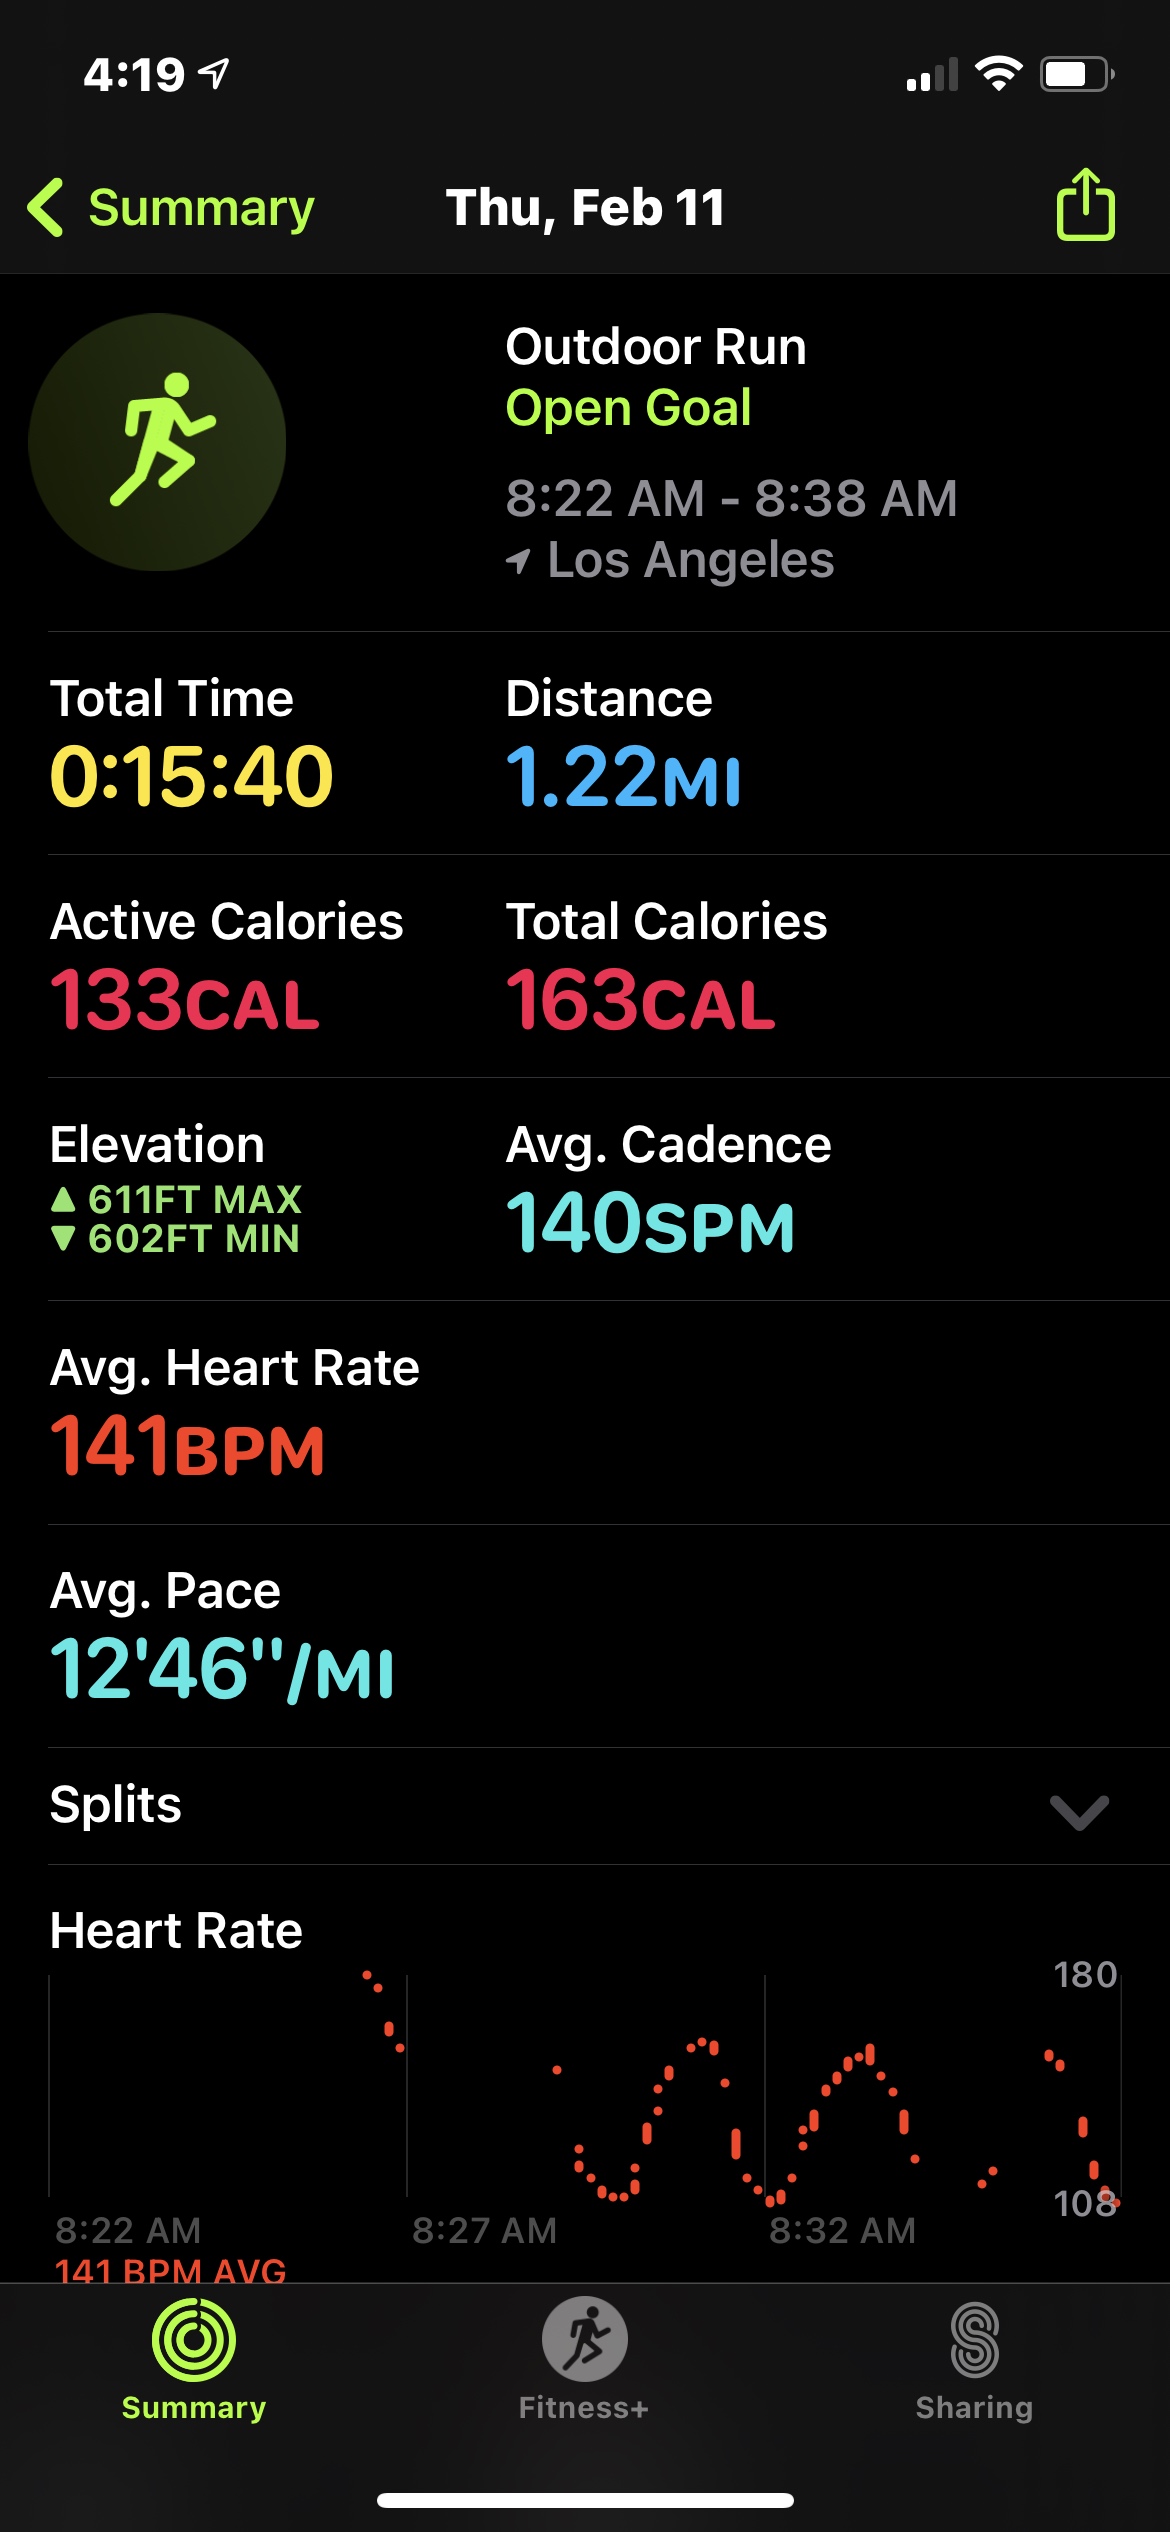 4:19
Summary
Thu, Feb 11
Outdoor Run
Open Goal
8:22 AM - 8:38 AM
Los Angeles
Total Time
Distance
0:15:40
1.22MI
Active Calories
Total Calories
133CAL
163CAL
Elevation
Avg. Cadence
▲ 611FT MAX
▼ 602FT MIN
140SPM
Avg. Heart Rate
141BPM
Avg. Pace
12'46''/MI
Splits
Heart Rate
180
108
8:22 AM
8:27 AM
8:32 AM
141 BPM AVG
Summary
Fitness+
Sharing